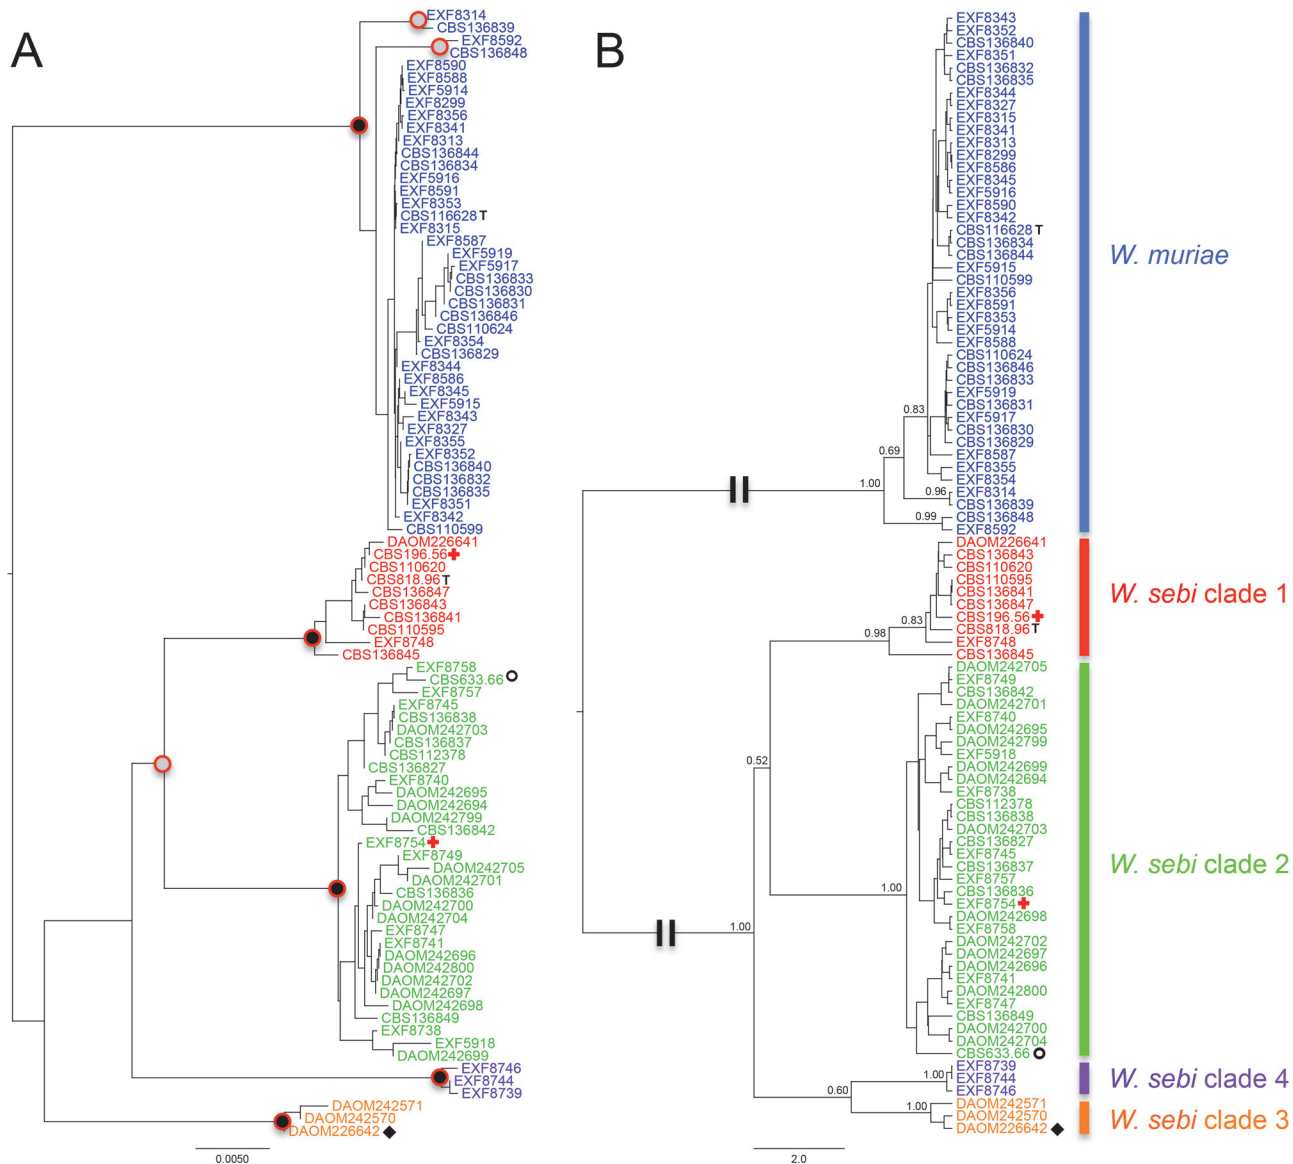 A
EXF8314
CBS136839
EXF8592
CBS136848
EXF8590
EXF8588
EXF5914
EXF8299
EXF8356
EXF8341
EXF8313
CBS136844
CBS136834
EXF5916
EXF8591
EXF8353
CBS116628 T
EXF8315
EXF8587
EXF5919
EXF5917
CBS136833
CBS136830
CBS136831
CBS136846
CBS110624
EXF8354
CBS136829
EXF8344
EXF8586
EXF8345
EXF5915
EXF8343
EXF8327
EXF8355
EXF8352
CBS136840
CBS136832
CBS136835
EXF8351
EXF8342
CBS110599
DAOM226641
CBS196.56
CBS110620
CBS818.96 T
CBS136847
CBS136843
CBS136841
CBS110595
EXF8748
CBS136845
EXF8758
CBS633.66
EXF8757
EXF8745
CBS136838
DAOM242703
CBS136837
CBS112378
CBS136827
EXF8740
DAOM242695
DAOM242694
DAOM242799
CBS136842
EXF8754
EXF8749
DAOM242705
DAOM242701
CBS136836
DAOM242700
DAOM242704
EXF8747
EXF8741
DAOM242696
DAOM242800
DAOM242702
DAOM242697
DAOM242698
CBS136849
EXF8738
EXF5918
DAOM242699
EXF8746
EXF8744
EXF8739
DAOM242571
DAOM242570
DAOM226642
0.0050
B
EXF8343
EXF8352
CBS136840
EXF8351
CBS136832
CBS136835
EXF8344
EXF8327
EXF8315
EXF8341
EXF8313
EXF8299
EXF8586
EXF8345
EXF5916
EXF8590
EXF8342
CBS116628 T
CBS136834
CBS136844
EXF5915
CBS110599
EXF8356
EXF8591
EXF8353
EXF5914
EXF8588
CBS110624
CBS136846
CBS136833
EXF5919
CBS136831
EXF5917
CBS136830
CBS136829
EXF8587
EXF8355
EXF8354
EXF8314
CBS136839
CBS136848
EXF8592
DAOM226641
CBS136843
CBS110620
CBS110595
CBS136841
CBS136847
CBS196.56
CBS818.96 T
EXF8748
CBS136845
DAOM242705
EXF8749
CBS136842
DAOM242701
EXF8740
DAOM242695
DAOM242799
EXF5918
DAOM242699
DAOM242694
EXF8738
CBS112378
CBS136838
DAOM242703
CBS136827
EXF8745
CBS136837
EXF8757
CBS136836
EXF8754
DAOM242698
EXF8758
DAOM242702
DAOM242697
DAOM242696
EXF8741
DAOM242800
EXF8747
CBS136849
DAOM242700
DAOM242704
CBS633.66
EXF8739
EXF8744
EXF8746
DAOM242571
DAOM242570
DAOM226642
0.83
0.69
1.00
0.96
0.99
0.83
0.98
0.52
1.00
1.00
1.00
0.60
1.00
2.0
W. muriae
W. sebi clade 1
W. sebi clade 2
W. sebi clade 4
W. sebi clade 3